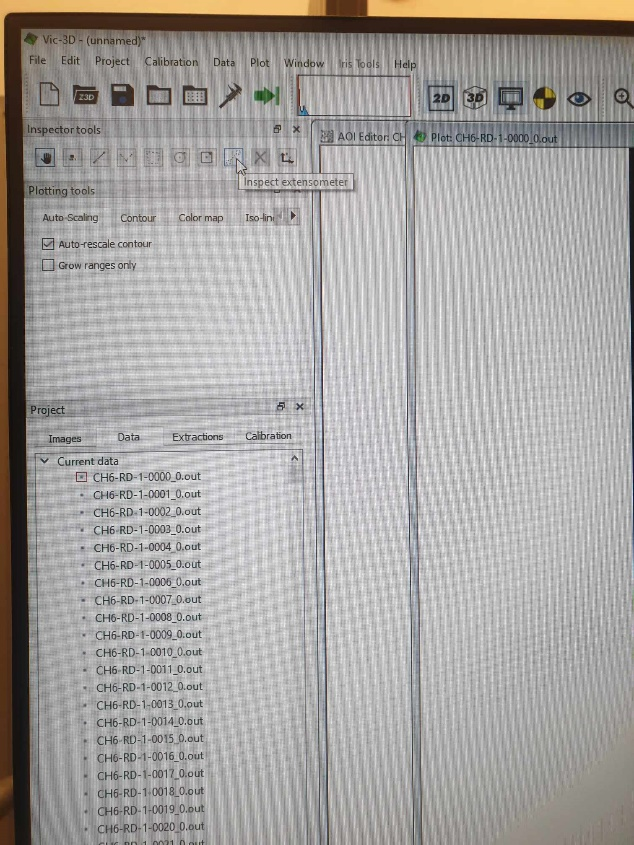 Vic-3D - (unnamed)*
File Edit Project Calibration Data Plot Window Iris Tools Help
Z3D 2D 3D
Inspector tools
AOI Editor: CH
Plot: CH6-RD-1-0000_0.out
Inspect extensometer
Plotting tools
Auto-Scaling Contour Color map Iso-lin
Auto-rescale contour
Grow ranges only
Project
Images Data Extractions Calibration
Current data
CH6-RD-1-0000_0.out
CH6-RD-1-0001_0.out
CH6-RD-1-0002_0.out
CH6-RD-1-0003_0.out
CH6-RD-1-0004_0.out
CH6-RD-1-0005_0.out
CH6-RD-1-0006_0.out
CH6-RD-1-0007_0.out
CH6-RD-1-0008_0.out
CH6-RD-1-0009_0.out
CH6-RD-1-0010_0.out
CH6-RD-1-0011_0.out
CH6-RD-1-0012_0.out
CH6-RD-1-0013_0.out
CH6-RD-1-0014_0.out
CH6-RD-1-0015_0.out
CH6-RD-1-0016_0.out
CH6-RD-1-0017_0.out
CH6-RD-1-0018_0.out
CH6-RD-1-0019_0.out
CH6-RD-1-0020_0.out
CH6-RD-1-0021_0.out